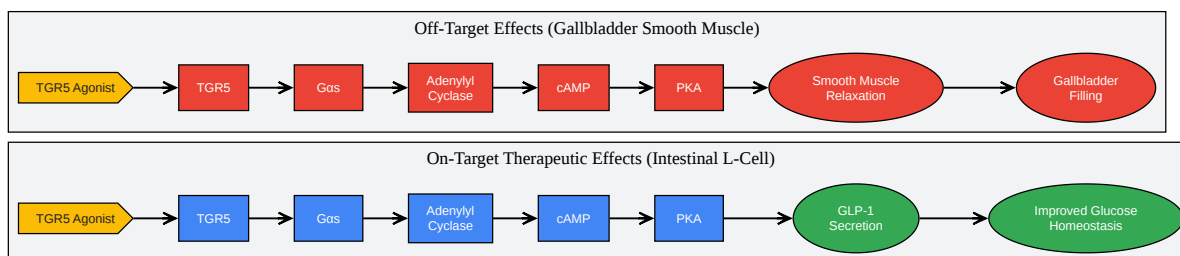 Off-Target Effects (Gallbladder Smooth Muscle)
TGR5 Agonist
TGR5
Gαs
Adenylyl
Cyclase
cAMP
PKA
Smooth Muscle
Relaxation
Gallbladder
Filling
On-Target Therapeutic Effects (Intestinal L-Cell)
TGR5 Agonist
TGR5
Gαs
Adenylyl
Cyclase
cAMP
PKA
GLP-1
Secretion
Improved Glucose
Homeostasis